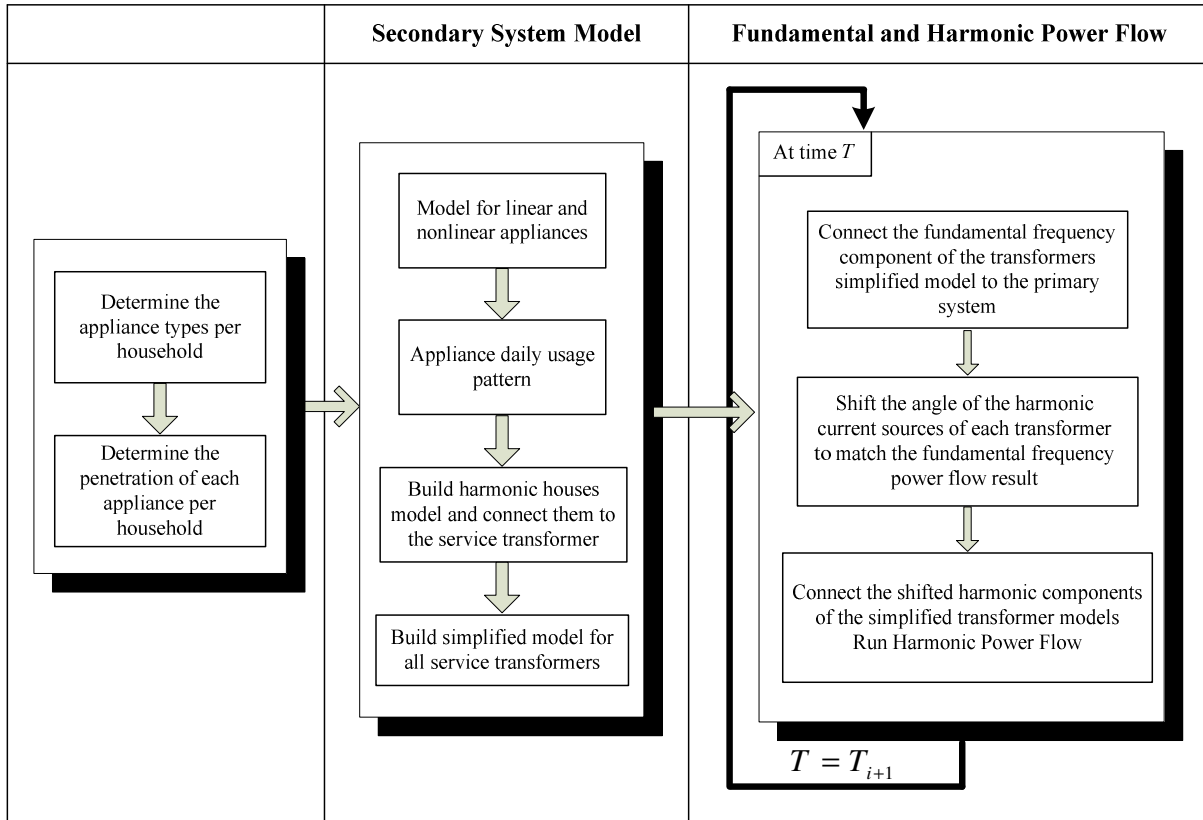 Secondary System Model
Fundamental and Harmonic Power Flow
Determine the
appliance types per
household
Determine the
penetration of each
appliance per
household
Model for linear and
nonlinear appliances
Appliance daily usage
pattern
Build harmonic houses
model and connect them to
the service transformer
Build simplified model for
all service transformers
At time T
Connect the fundamental frequency
component of the transformers
simplified model to the primary
system
Shift the angle of the harmonic
current sources of each transformer
to match the fundamental frequency
power flow result
Connect the shifted harmonic components
of the simplified transformer models
Run Harmonic Power Flow
T = T_{i+1}